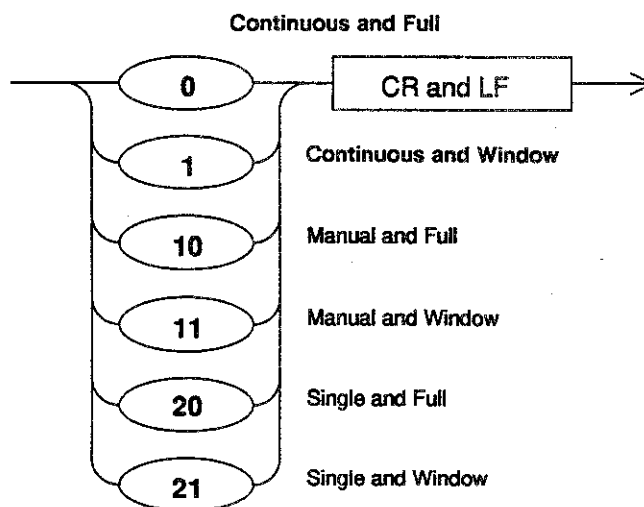 Continuous and Full
0 CR and LF
1 Continuous and Window
10 Manual and Full
11 Manual and Window
20 Single and Full
21 Single and Window